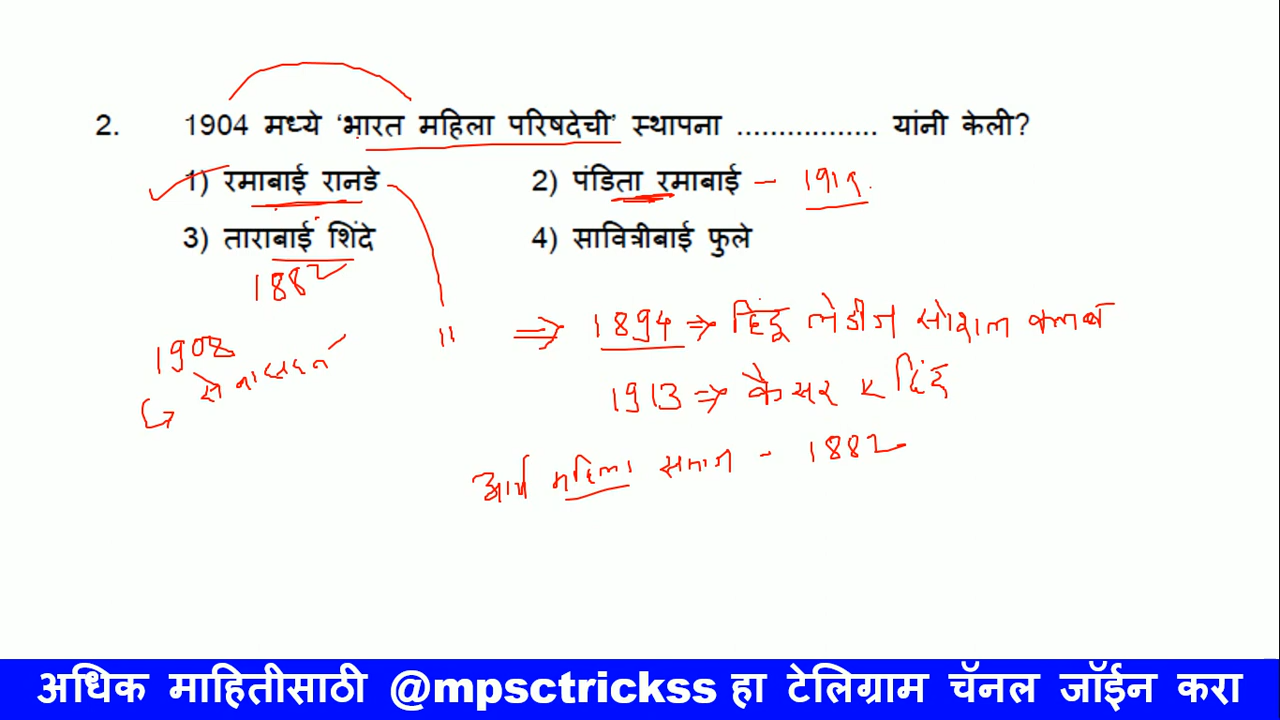 2. 1904 मध्ये ‘भारत महिला परिषदेची’ स्थापना ................. यांनी केली?
1) रमाबाई रानडे 2) पंडिता रमाबाई – 1919
3) ताराबाई शिंदे 4) सावित्रीबाई फुले
1882
" ⇒ 1894 ⇒ हिंदू लेडीज सोशल क्लब
1908
↳ सेवासदन
1913 ⇒ कैसर ए हिंद
आर्य महिला समाज - 1882
अधिक माहितीसाठी @mpsctrickss हा टेलिग्राम चॅनल जॉईन करा